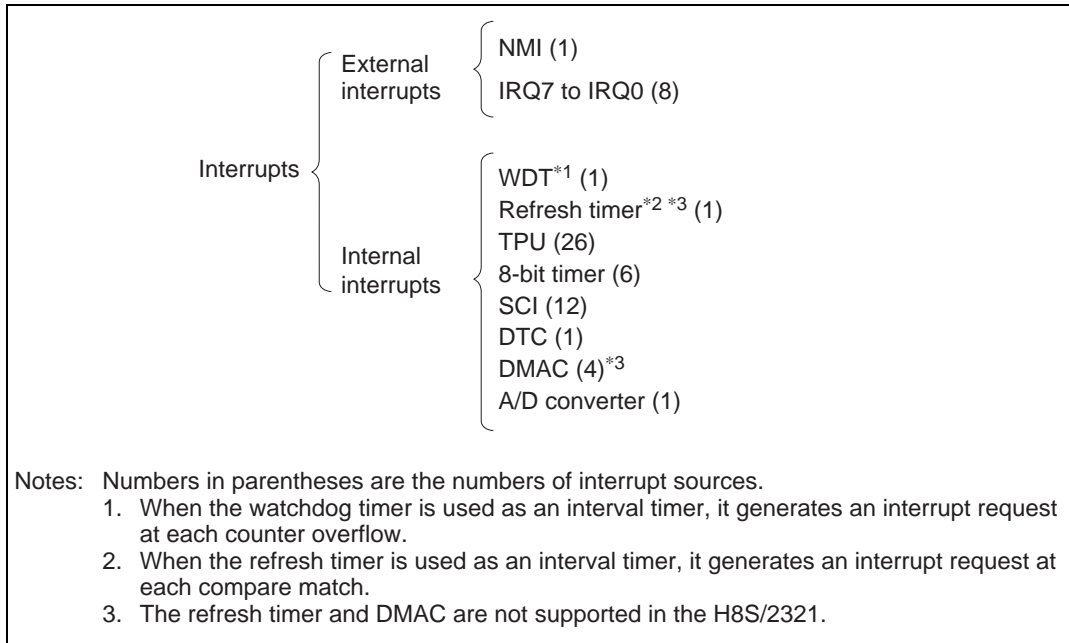 Interrupts
External
interrupts
NMI (1)
IRQ7 to IRQ0 (8)
Internal
interrupts
WDT*1 (1)
Refresh timer*2 *3 (1)
TPU (26)
8-bit timer (6)
SCI (12)
DTC (1)
DMAC (4)*3
A/D converter (1)
Notes: Numbers in parentheses are the numbers of interrupt sources.
1. When the watchdog timer is used as an interval timer, it generates an interrupt request
at each counter overflow.
2. When the refresh timer is used as an interval timer, it generates an interrupt request at
each compare match.
3. The refresh timer and DMAC are not supported in the H8S/2321.